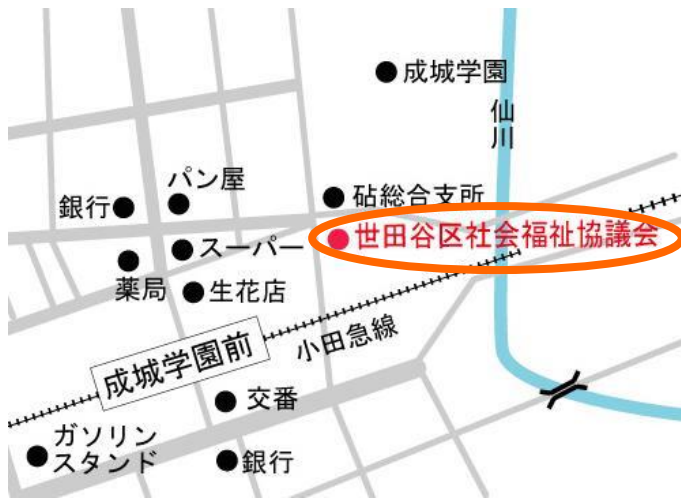 成城学園
仙川
パン屋
銀行
砧総合支所
世田谷区社会福祉協議会
スーパー
薬局
生花店
小田急線
成城学園前
交番
ガソリン
スタンド
銀行